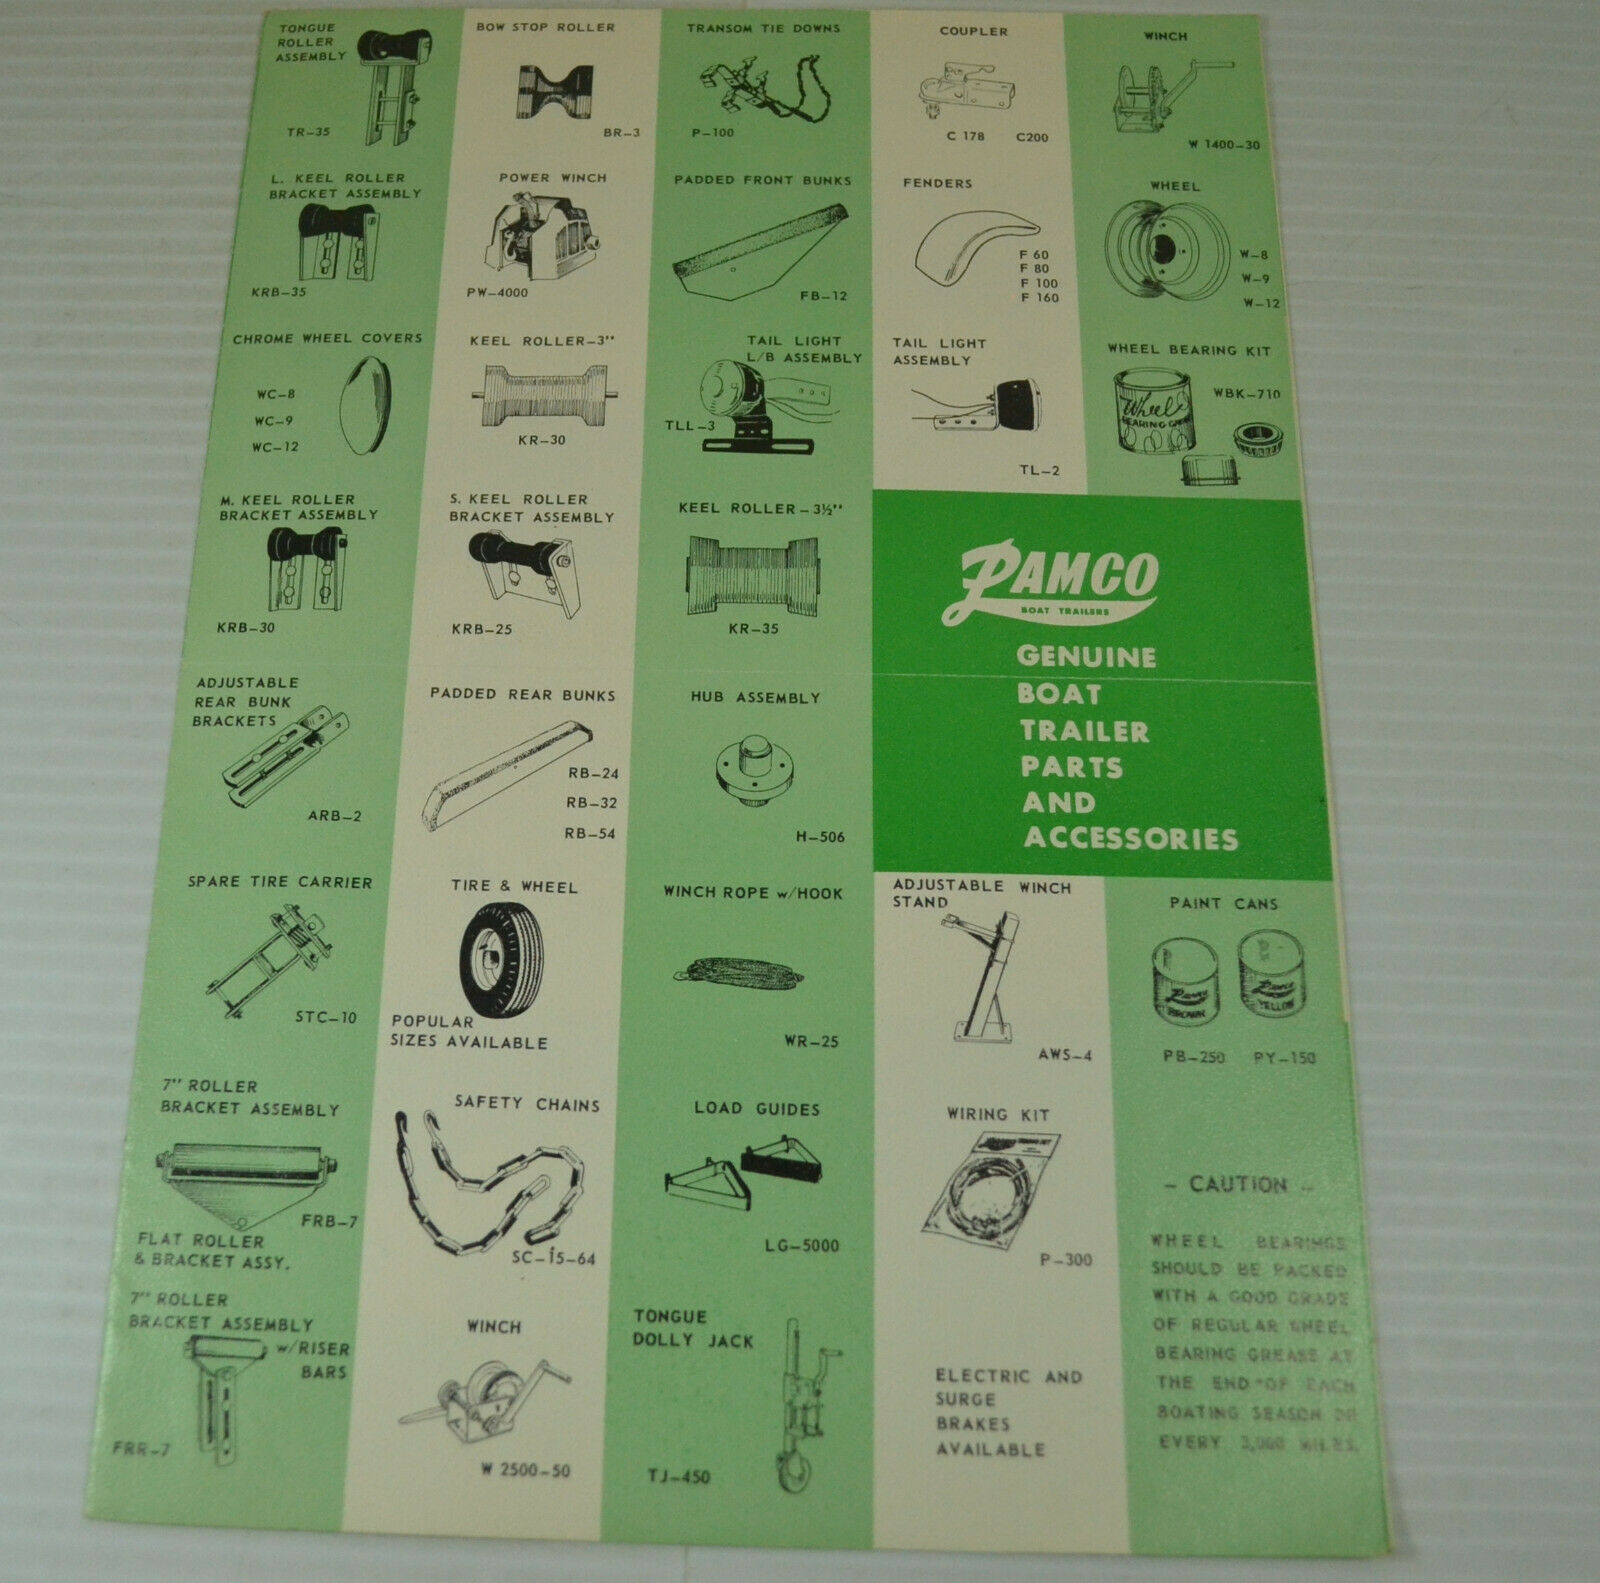 TONGUE
ROLLER
ASSEMBLY
TR-35
BOW STOP ROLLER
BR-3
TRANSOM TIE DOWNS
P-100
COUPLER
C 178 C200
WINCH
W 1400-30
L. KEEL ROLLER
BRACKET ASSEMBLY
KRB-35
POWER WINCH
PW-4000
PADDED FRONT BUNKS
FB-12
FENDERS
F 60
F 80
F 100
F 160
WHEEL
W-8
W-9
W-12
CHROME WHEEL COVERS
WC-8
WC-9
WC-12
KEEL ROLLER-3"
KR-30
TAIL LIGHT
L/B ASSEMBLY
TLL-3
TAIL LIGHT
ASSEMBLY
TL-2
WHEEL BEARING KIT
WBK-710
Wheel
BEARING
M. KEEL ROLLER
BRACKET ASSEMBLY
KRB-30
S. KEEL ROLLER
BRACKET ASSEMBLY
KRB-25
KEEL ROLLER-3½"
KR-35
PAMCO
BOAT TRAILERS
GENUINE
BOAT
TRAILER
PARTS
AND
ACCESSORIES
ADJUSTABLE
REAR BUNK
BRACKETS
ARB-2
PADDED REAR BUNKS
RB-24
RB-32
RB-54
HUB ASSEMBLY
H-506
SPARE TIRE CARRIER
STC-10
TIRE & WHEEL
POPULAR
SIZES AVAILABLE
WINCH ROPE w/HOOK
WR-25
ADJUSTABLE WINCH
STAND
AWS-4
PAINT CANS
Pamco
BROWN
Pamco
YELLOW
PB-250 PY-150
7" ROLLER
BRACKET ASSEMBLY
FRB-7
FLAT ROLLER
& BRACKET ASSY.
SAFETY CHAINS
SC-15-64
LOAD GUIDES
LG-5000
WIRING KIT
P-300
- CAUTION -
WHEEL BEARINGS
SHOULD BE PACKED
WITH A GOOD GRADE
OF REGULAR WHEEL
BEARING GREASE AT
THE END OF EACH
BOATING SEASON OR
EVERY 3,000 MILES.
7" ROLLER
BRACKET ASSEMBLY
w/RISER
BARS
FRR-7
WINCH
W 2500-50
TONGUE
DOLLY JACK
TJ-450
ELECTRIC AND
SURGE
BRAKES
AVAILABLE